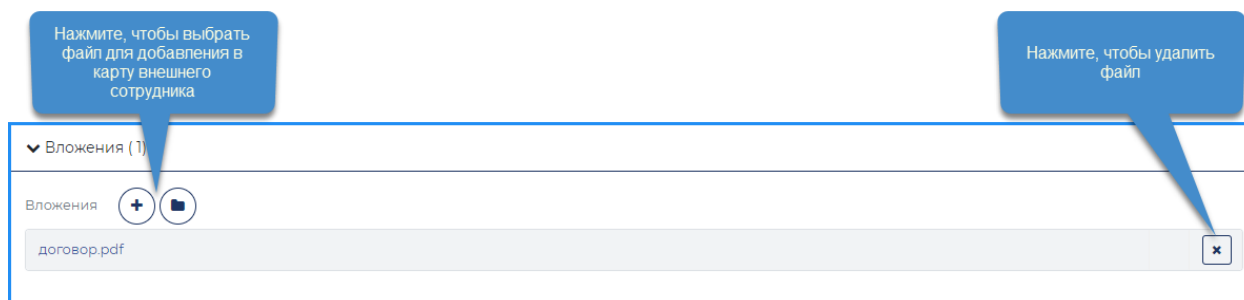 Нажмите, чтобы выбрать
файл для добавления в
карту внешнего
сотрудника
Нажмите, чтобы удалить
файл
Вложения (1)
Вложения
договор.pdf